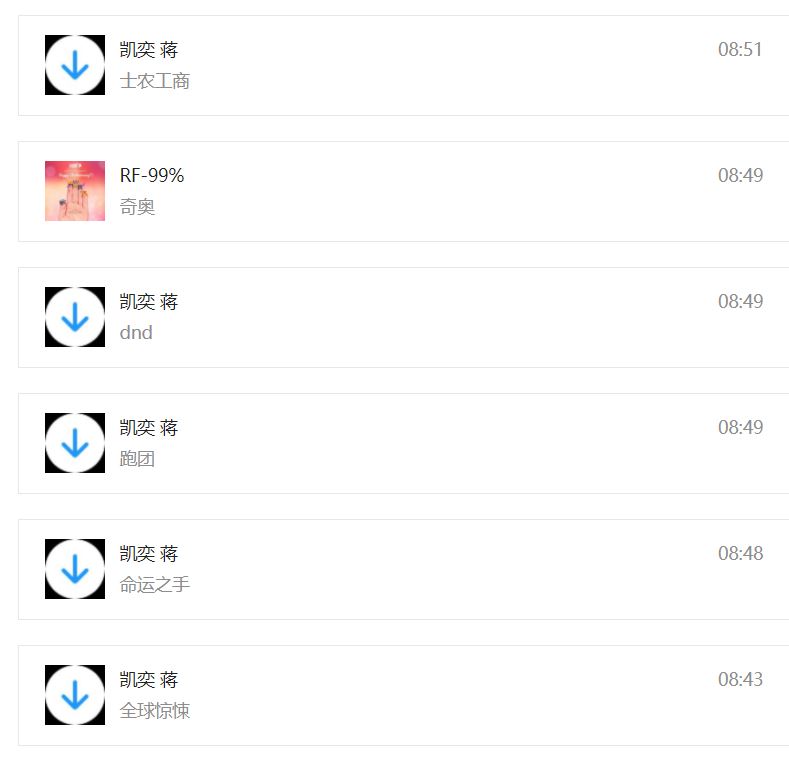 凯奕 蒋
08:51
士农工商
RF-99%
08:49
奇奥
凯奕 蒋
08:49
dnd
凯奕 蒋
08:49
跑团
凯奕 蒋
08:48
命运之手
凯奕 蒋
08:43
全球惊悚